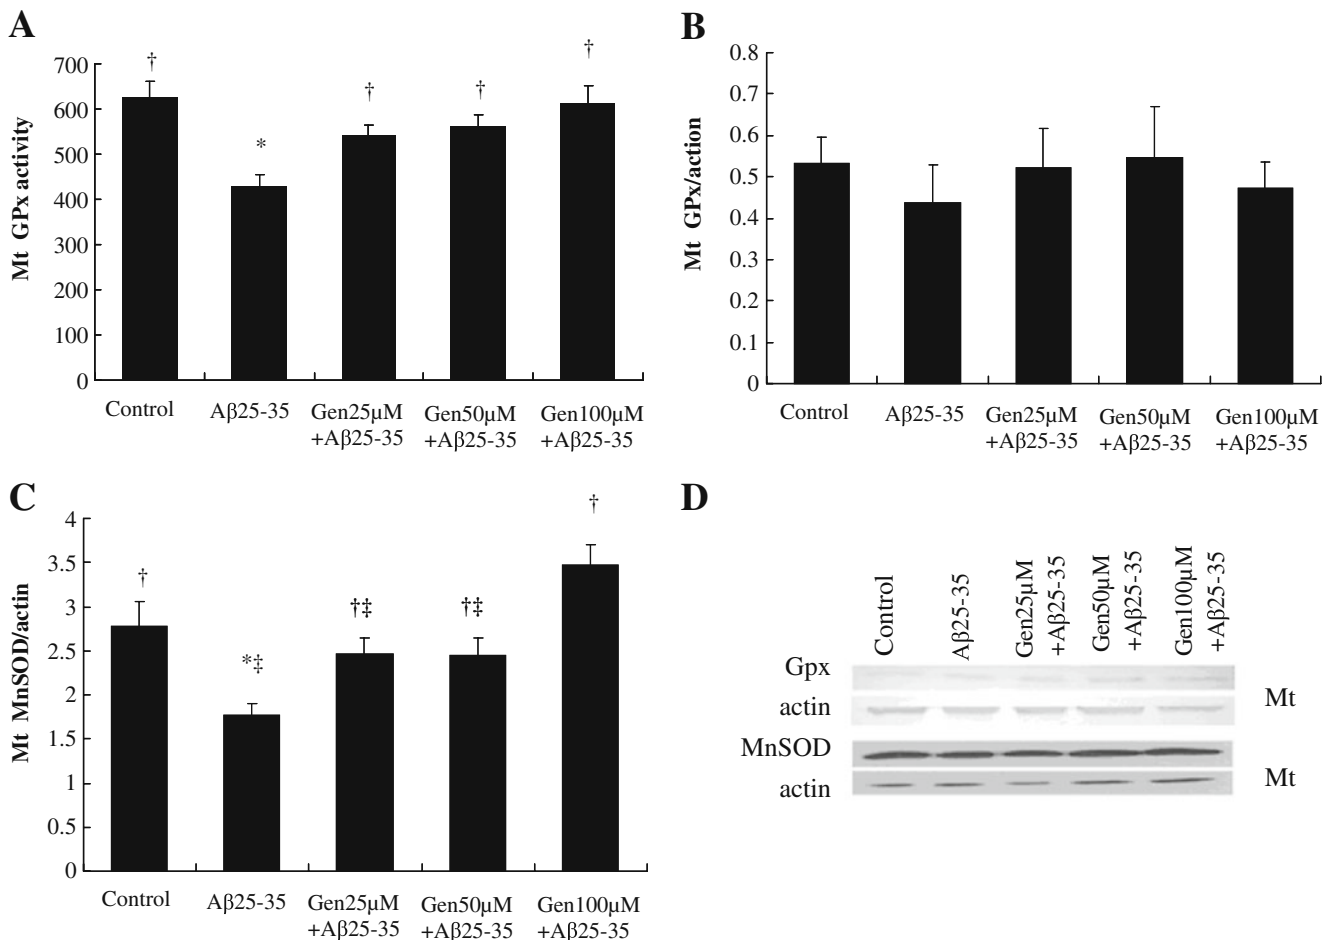 A
Mt GPx activity
700
600
500
400
300
200
100
0
†
*
†
†
†
Control
Aβ25-35
Gen25μM
+Aβ25-35
Gen50μM
+Aβ25-35
Gen100μM
+Aβ25-35
B
Mt GPx/action
0.8
0.7
0.6
0.5
0.4
0.3
0.2
0.1
0
Control
Aβ25-35
Gen25μM
+Aβ25-35
Gen50μM
+Aβ25-35
Gen100μM
+Aβ25-35
C
Mt MnSOD/actin
4
3.5
3
2.5
2
1.5
1
0.5
0
†
*‡
†‡
†‡
†
Control
Aβ25-35
Gen25μM
+Aβ25-35
Gen50μM
+Aβ25-35
Gen100μM
+Aβ25-35
D
Control
Aβ25-35
Gen25μM
+Aβ25-35
Gen50μM
+Aβ25-35
Gen100μM
+Aβ25-35
Gpx
actin
Mt
MnSOD
actin
Mt